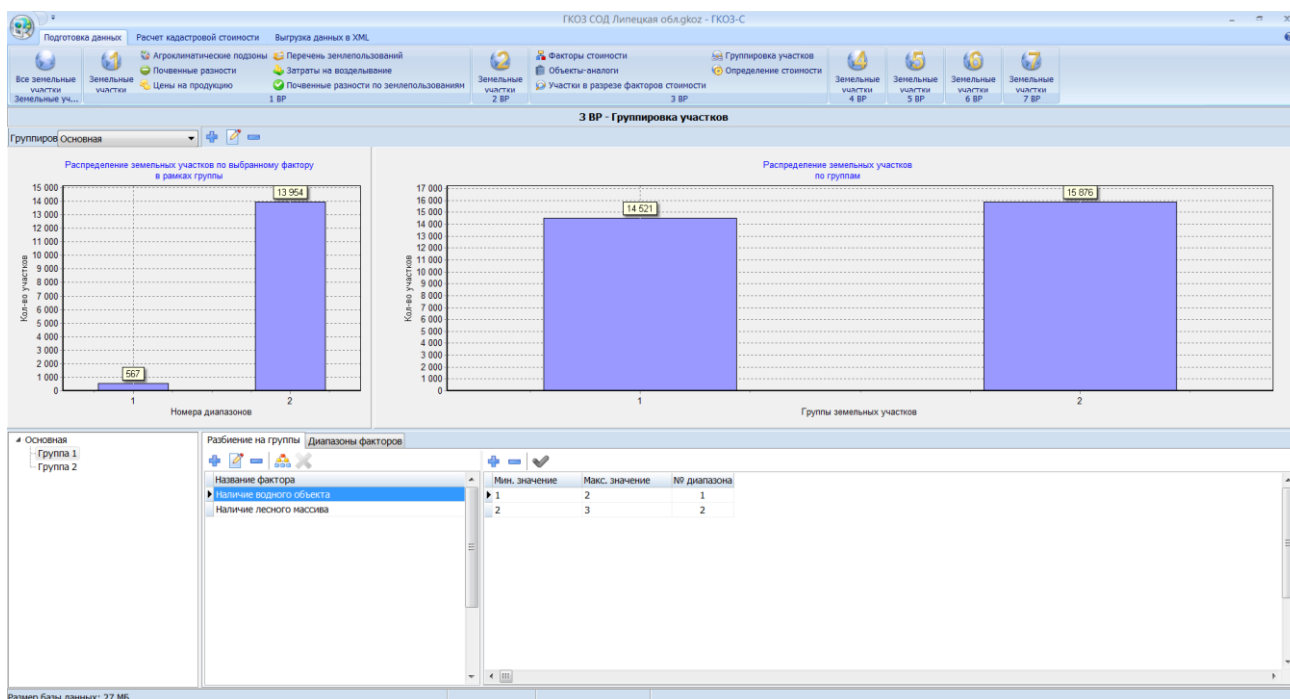 ГКОЗ СОД Липецкая обл.gkoz - ГКОЗ-С
Подготовка данных Расчет кадастровой стоимости Выгрузка данных в XML
Все земельные участки
Земельные уч...
Земельные участки
Агроклиматические подзоны
Почвенные разности
Цены на продукцию
Перечень землепользований
Затраты на возделывание
Почвенные разности по землепользованиям
1 ВР
Земельные участки
2 ВР
Факторы стоимости
Объекты-аналоги
Участки в разрезе факторов стоимости
Группировка участков
Определение стоимости
3 ВР
Земельные участки
4 ВР
Земельные участки
5 ВР
Земельные участки
6 ВР
Земельные участки
7 ВР
3 ВР - Группировка участков
Группиров Основная
Распределение земельных участков по выбранному фактору
в рамках группы
15 000
14 000
13 000
12 000
11 000
10 000
9 000
8 000
7 000
6 000
5 000
4 000
3 000
2 000
1 000
0
Кол-во участков
567
13 954
1 2
Номера диапазонов
Распределение земельных участков
по группам
17 000
16 000
15 000
14 000
13 000
12 000
11 000
10 000
9 000
8 000
7 000
6 000
5 000
4 000
3 000
2 000
1 000
0
Кол-во участков
14 521
15 876
1 2
Группы земельных участков
Основная
Группа 1
Группа 2
Разбиение на группы Диапазоны факторов
Название фактора
Наличие водного объекта
Наличие лесного массива
Мин. значение Макс. значение № диапазона
1 2 1
2 3 2
Размер базы данных: 27 МБ